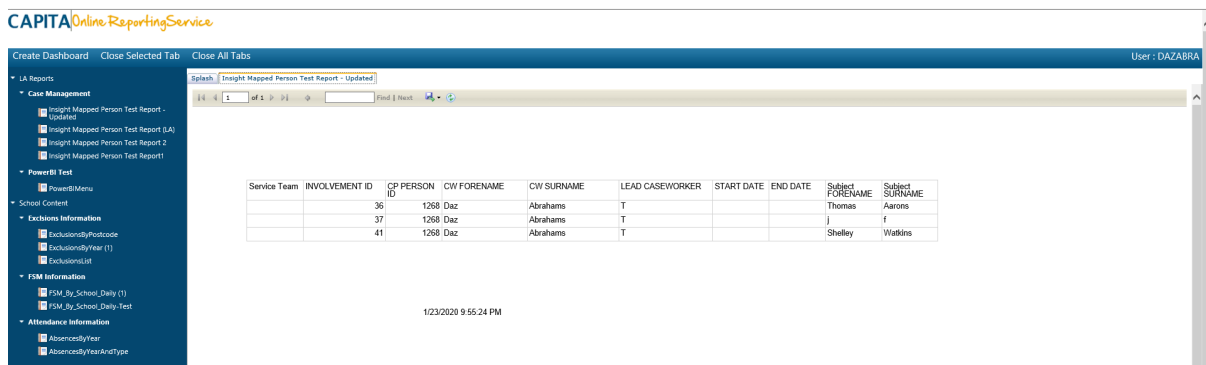 CAPITA Online Reporting Service
Create Dashboard Close Selected Tab Close All Tabs User : DAZABRA
LA Reports
Case Management
Insight Mapped Person Test Report -
Updated
Insight Mapped Person Test Report (LA)
Insight Mapped Person Test Report 2
Insight Mapped Person Test Report1
PowerBI Test
PowerBIMenu
School Content
Exclsions Information
ExclusionsByPostcode
ExclusionsByYear (1)
ExclusionsList
FSM Information
FSM_By_School_Daily (1)
FSM_By_School_Daily-Test
Attendance Information
AbsencesByYear
AbsencesByYearAndType
Splash Insight Mapped Person Test Report - Updated
1 of 1 Find | Next
Service Team INVOLVEMENT ID CP PERSON ID CW FORENAME CW SURNAME LEAD CASEWORKER START DATE END DATE Subject FORENAME Subject SURNAME
36 1268 Daz Abrahams T Thomas Aarons
37 1268 Daz Abrahams T j f
41 1268 Daz Abrahams T Shelley Watkins
1/23/2020 9:55:24 PM